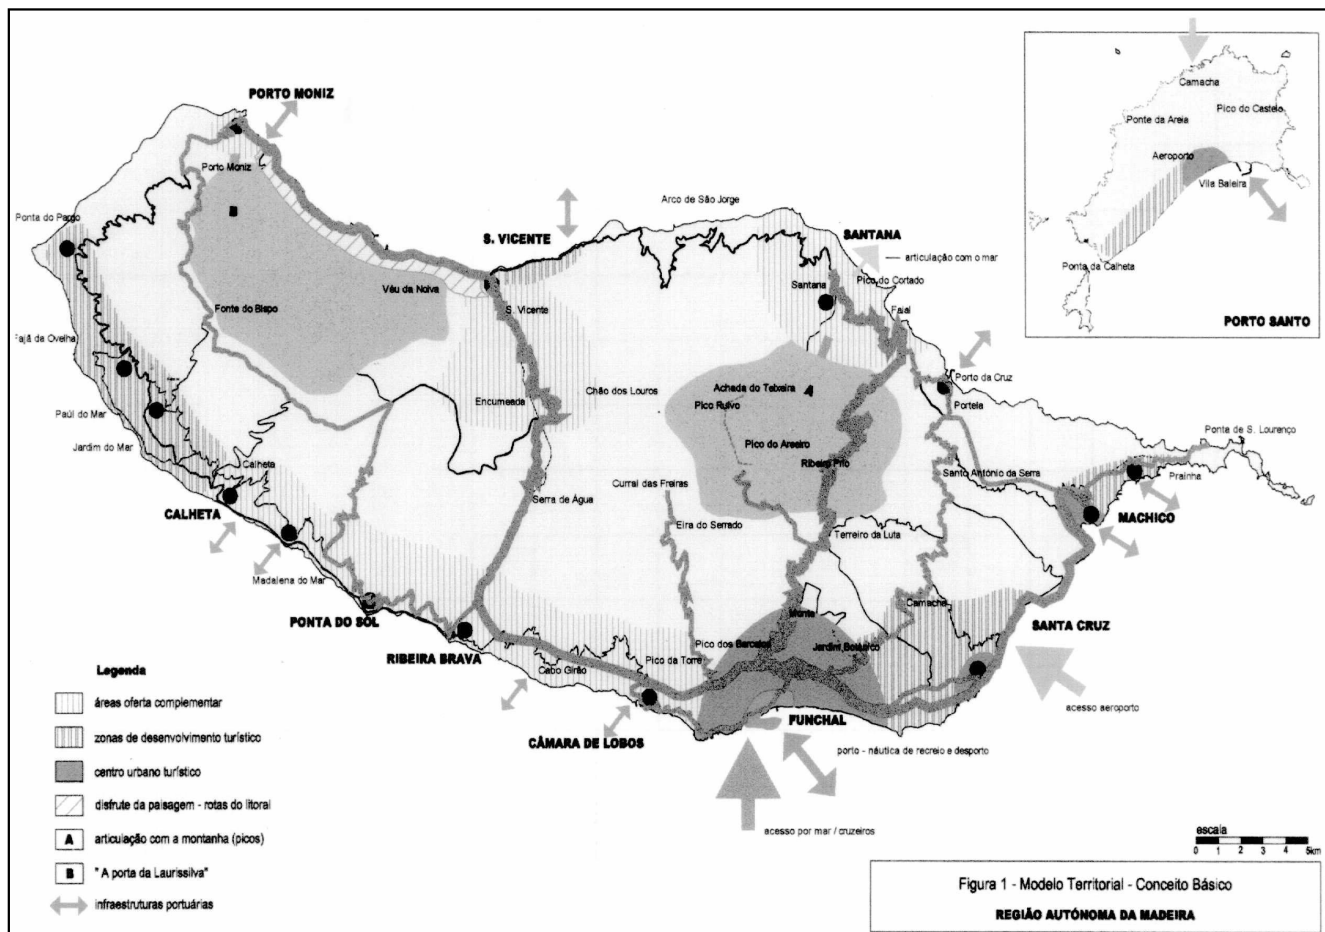 PORTO MONIZ
Porto Moniz
B
Ponta do Pargo
Arco de São Jorge
S. VICENTE
SANTANA
articulação com o mar
Pico do Cortado
Santana
Véu da Noiva
Fonte do Bispo
S. Vicente
Faial
Fajã da Ovelha
Porto da Cruz
Achada do Teixeira
A
Chão dos Louros
Encumeada
Pico Ruivo
Portela
Paúl do Mar
Ponte de S. Lourenço
Jardim do Mar
Pico do Areeiro
Calheta
Ribeiro Frio
Santo António da Serra
Prainha
Curral das Freiras
Serra de Água
CALHETA
MACHICO
Eira do Serrado
Terreiro da Luta
Madalena do Mar
Camacha
Monte
PONTA DO SOL
SANTA CRUZ
Pico dos Barcelos
Jardim Botânico
RIBEIRA BRAVA
Pico da Torre
Cabo Girão
acesso aeroporto
FUNCHAL
CÂMARA DE LOBOS
porto - náutica de recreio e desporto
acesso por mar / cruzeiros
Camacha
Pico do Castelo
Ponte da Areia
Aeroporto
Vila Baleira
Ponta da Calheta
PORTO SANTO
Legenda
áreas oferta complementar
zonas de desenvolvimento turístico
centro urbano turístico
disfrute da paisagem - rotas do litoral
A articulação com a montanha (picos)
B " A porta da Laurissilva"
infraestruturas portuárias
escala
0 1 2 3 4 5km
Figura 1 - Modelo Territorial - Conceito Básico
REGIÃO AUTÓNOMA DA MADEIRA